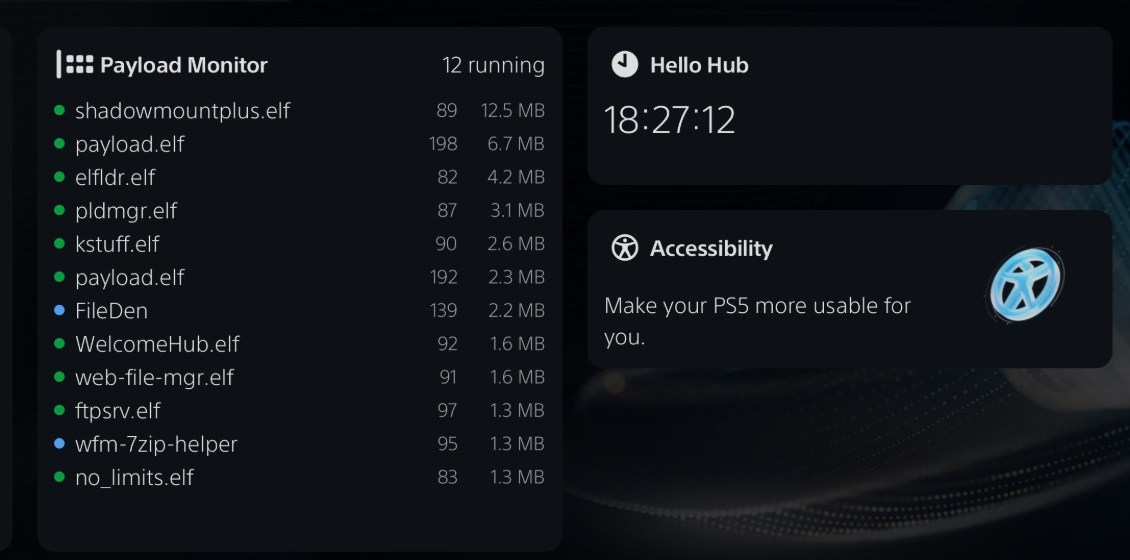 Payload Monitor 12 running
shadowmountplus.elf 89 12.5 MB
payload.elf 198 6.7 MB
elfldr.elf 82 4.2 MB
pldmgr.elf 87 3.1 MB
kstuff.elf 90 2.6 MB
payload.elf 192 2.3 MB
FileDen 139 2.2 MB
WelcomeHub.elf 92 1.6 MB
web-file-mgr.elf 91 1.6 MB
ftpsrv.elf 97 1.3 MB
wfm-7zip-helper 95 1.3 MB
no_limits.elf 83 1.3 MB
Hello Hub
18:27:12
Accessibility
Make your PS5 more usable for
you.